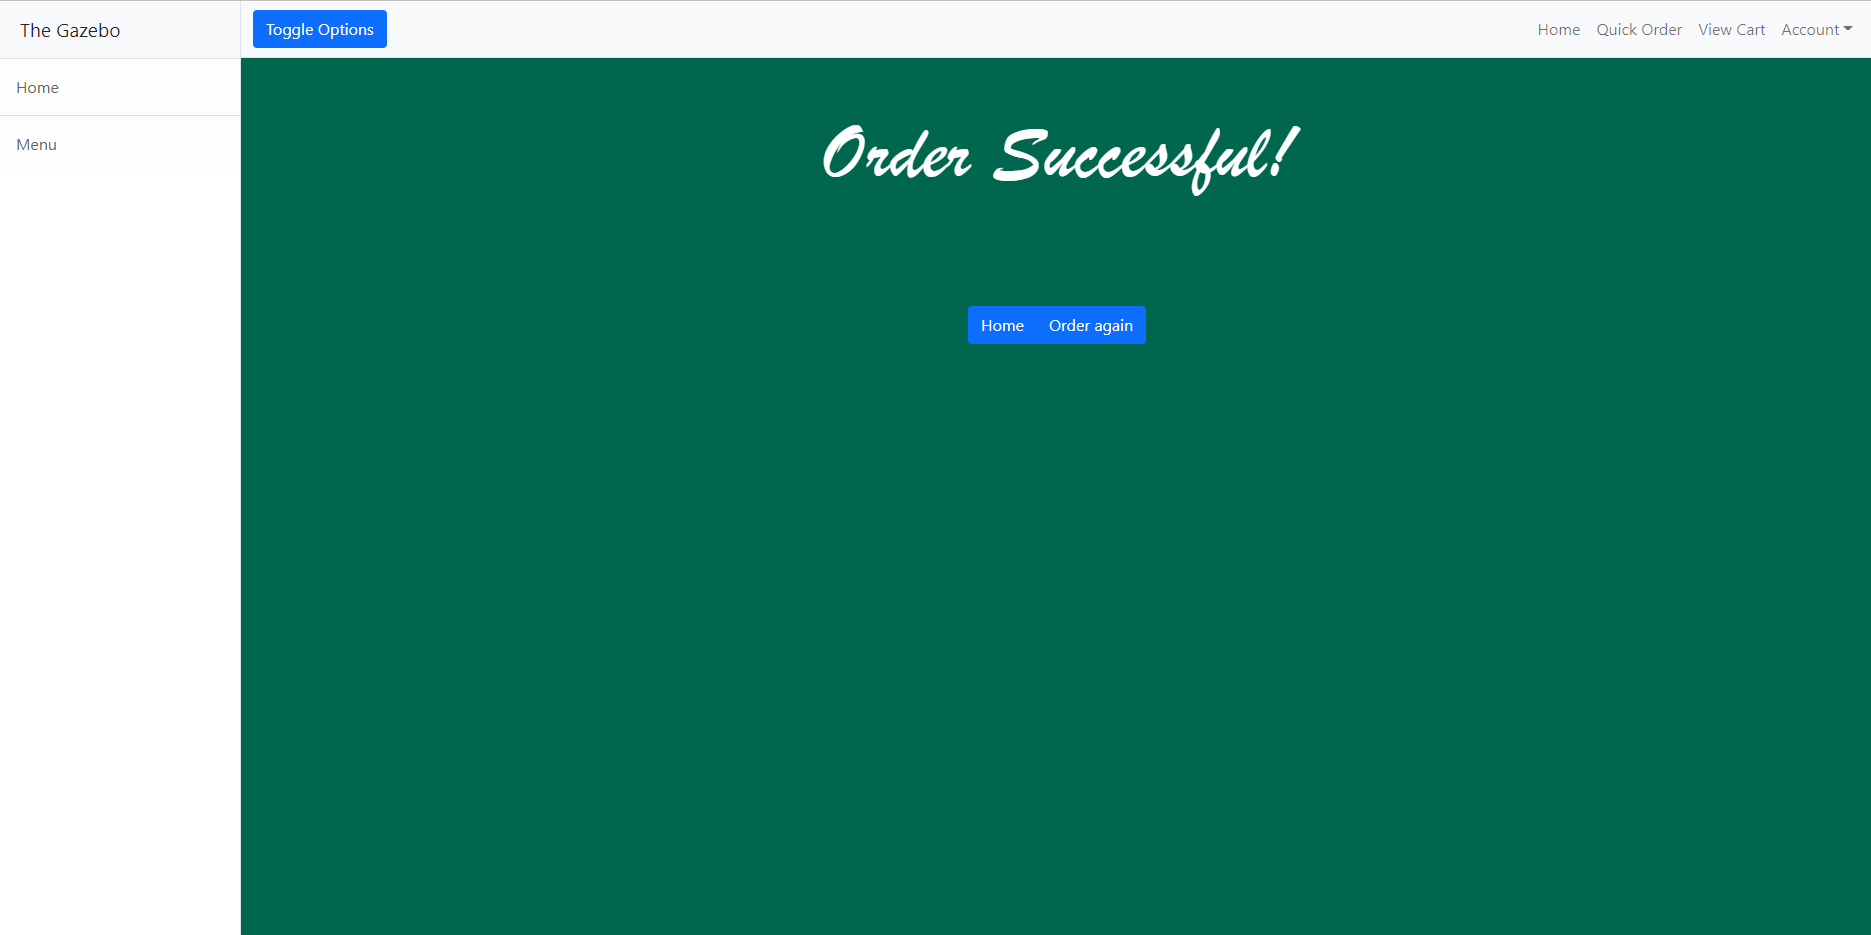 The Gazebo
Toggle Options
Home
Quick Order
View Cart
Account
Home
Menu
Order Successful!
Home
Order again